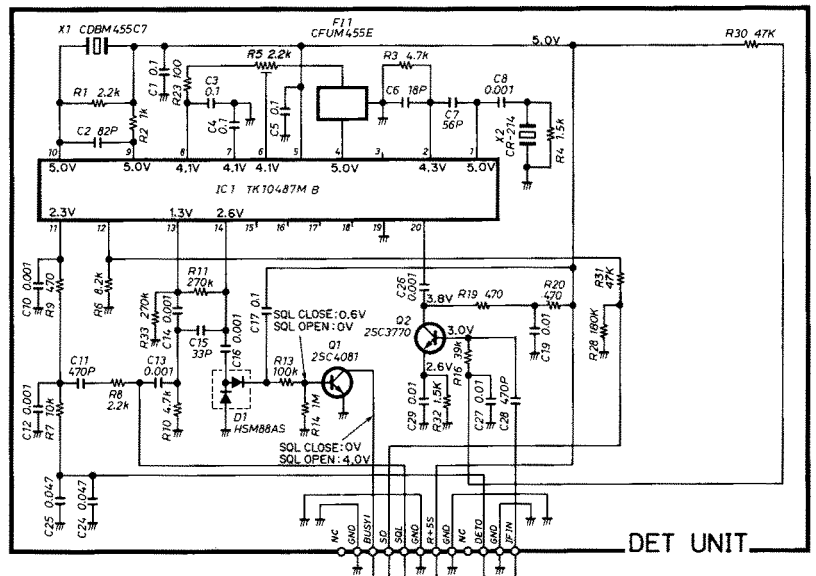 X1 CDBM455C7
FI1
CFUM455E
R30 47K
5.0V
R5 2.2k
R3 4.7k
C1 0.1
R23 100
C3
0.1
C8
0.001
R1 2.2k
R2 1k
C4
0.1
C5 0.1
C6 18P
C7
56P
X2
CR-214
R4 1.5k
C2 82P
10
9
8
7
6
5
4
3
2
1
5.0V
5.0V
4.1V
4.1V
4.1V
5.0V
4.3V
5.0V
IC1 TK10487M B
2.3V
1.3V
2.6V
11
12
13
14
15
16
17
18
19
20
C10 0.001
R9 470
R6 8.2k
R11
270k
R33 270k
C14 0.001
C15
33P
C16 0.001
C17 0.1
C26
0.001
3.8V
R19 470
R20
470
R31
47K
C19 0.01
R28 180K
SQL CLOSE:0.6V
SQL OPEN:0V
Q2
2SC3770
3.0V
Q1
2SC4081
R16 39k
2.6V
C11
470P
C13
0.001
R13
100k
R8
2.2k
C12 0.001
R7 10k
R10 4.7k
D1
HSM88AS
R14 1M
C29 0.01
R32 1.5K
C27 0.01
C28 470P
SQL CLOSE:0V
SQL OPEN:4.0V
C25 0.047
C24 0.047
NC
GND
BUSY1
SD
SQL
GND
R+5S
GND
NC
DETO
GND
IFIN
DET UNIT